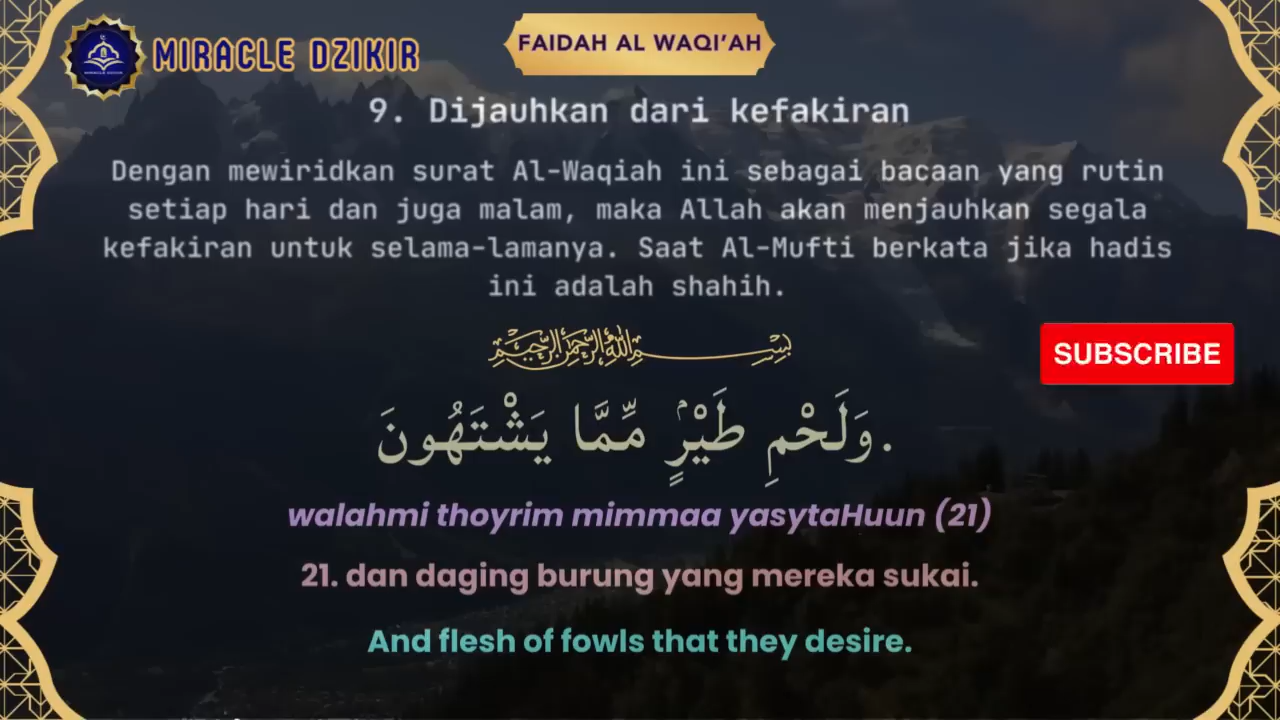 MIRACLE DZIKIR
FAIDAH AL WAQI'AH
9. Dijauhkan dari kefakiran
Dengan mewiridkan surat Al-Waqiah ini sebagai bacaan yang rutin
setiap hari dan juga malam, maka Allah akan menjauhkan segala
kefakiran untuk selama-lamanya. Saat Al-Mufti berkata jika hadis
ini adalah shahih.
بسم الله الرحمن الرحيم
SUBSCRIBE
وَلَحْمِ طَيْرٍۢ مِّمَّا يَشْتَهُونَ.
walahmi thoyrim mimmaa yasytaHuun (21)
21. dan daging burung yang mereka sukai.
And flesh of fowls that they desire.